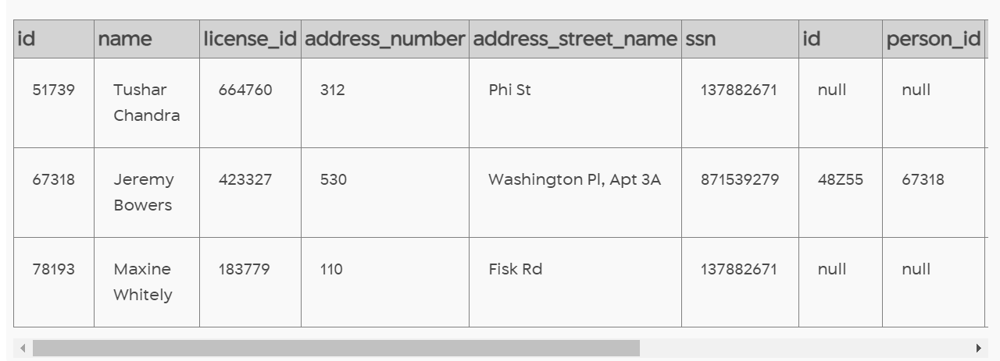 id name license_id address_number address_street_name ssn id person_id
51739 Tushar 664760 312 Phi St 137882671 null null
Chandra
67318 Jeremy 423327 530 Washington Pl, Apt 3A 871539279 48Z55 67318
Bowers
78193 Maxine 183779 110 Fisk Rd 137882671 null null
Whitely